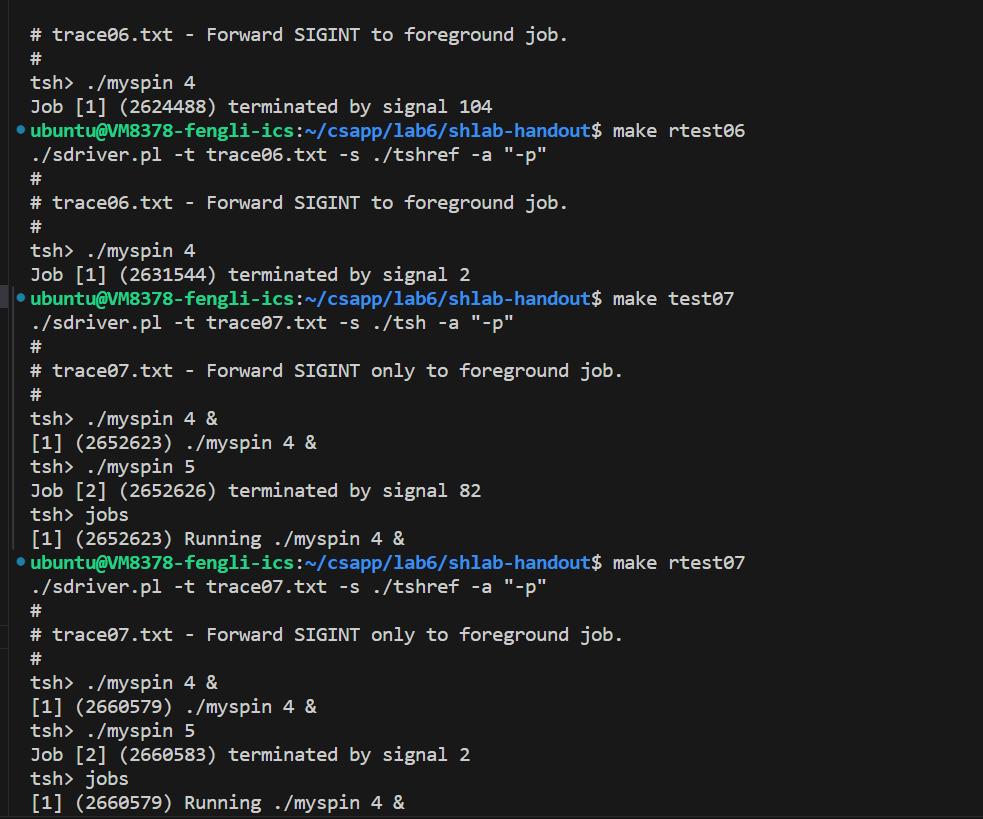 # trace06.txt - Forward SIGINT to foreground job.
#
tsh> ./myspin 4
Job [1] (2624488) terminated by signal 104
ubuntu@VM8378-fengli-ics:~/csapp/lab6/shlab-handout$ make rtest06
./sdriver.pl -t trace06.txt -s ./tshref -a "-p"
#
# trace06.txt - Forward SIGINT to foreground job.
#
tsh> ./myspin 4
Job [1] (2631544) terminated by signal 2
ubuntu@VM8378-fengli-ics:~/csapp/lab6/shlab-handout$ make test07
./sdriver.pl -t trace07.txt -s ./tsh -a "-p"
#
# trace07.txt - Forward SIGINT only to foreground job.
#
tsh> ./myspin 4 &
[1] (2652623) ./myspin 4 &
tsh> ./myspin 5
Job [2] (2652626) terminated by signal 82
tsh> jobs
[1] (2652623) Running ./myspin 4 &
ubuntu@VM8378-fengli-ics:~/csapp/lab6/shlab-handout$ make rtest07
./sdriver.pl -t trace07.txt -s ./tshref -a "-p"
#
# trace07.txt - Forward SIGINT only to foreground job.
#
tsh> ./myspin 4 &
[1] (2660579) ./myspin 4 &
tsh> ./myspin 5
Job [2] (2660583) terminated by signal 2
tsh> jobs
[1] (2660579) Running ./myspin 4 &